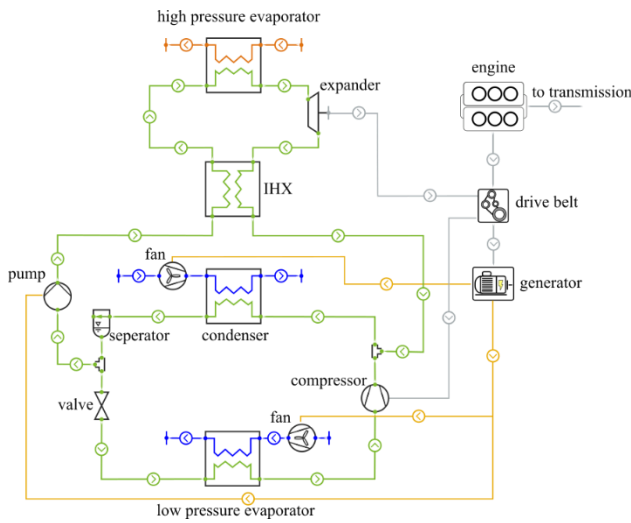 high pressure evaporator
expander
engine
to transmission
IHX
drive belt
fan
pump
generator
seperator
condenser
compressor
valve
fan
low pressure evaporator